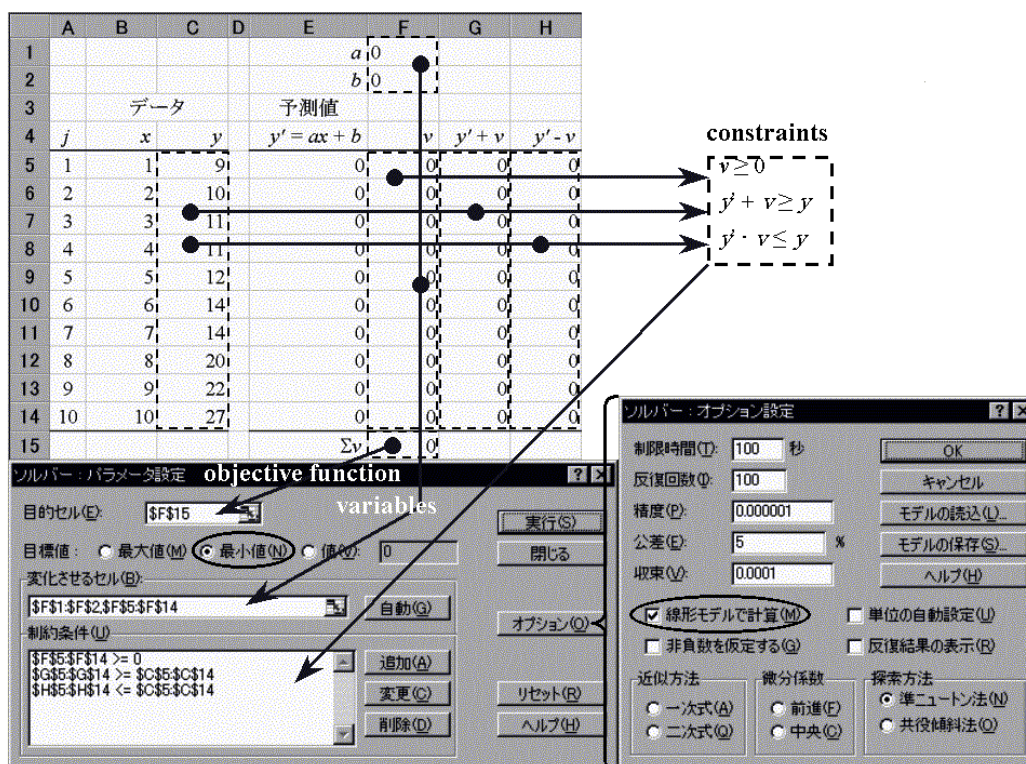 A B C D E F G H
1 a 0
2 b 0
3 データ 予測値
4 j x y y' = ax + b v y' + v y' - v
5 1 1 9 0 0 0 0
6 2 2 10 0 0 0 0
7 3 3 11 0 0 0 0
8 4 4 11 0 0 0 0
9 5 5 12 0 0 0 0
10 6 6 14 0 0 0 0
11 7 7 14 0 0 0 0
12 8 8 20 0 0 0 0
13 9 9 22 0 0 0 0
14 10 10 27 0 0 0 0
15 Σv 0
constraints
v ≥ 0
y' + v ≥ y
y' - v ≤ y
objective function
variables
ソルバー：パラメータ設定
目的セル(E): $F$15
目標値： 最大値(M) 最小値(N) 値(V): 0
変化させるセル(B):
$F$1:$F$2,$F$5:$F$14 自動(G)
制約条件(U)
$F$5:$F$14 >= 0
$G$5:$G$14 >= $C$5:$C$14
$H$5:$H$14 <= $C$5:$C$14
追加(A)
変更(C)
削除(D)
実行(S)
閉じる
オプション(O)
リセット(R)
ヘルプ(H)
ソルバー：オプション設定
制限時間(T): 100 秒
反復回数(I): 100
精度(P): 0.000001
公差(E): 5 %
収束(V): 0.0001
OK
キャンセル
モデルの読込(L)...
モデルの保存(S)...
ヘルプ(H)
線形モデルで計算(M) 単位の自動設定(U)
非負数を仮定する(G) 反復結果の表示(R)
近似方法 微分係数 探索方法
一次式(A) 前進(F) 準ニュートン法(N)
二次式(Q) 中央(C) 共役傾斜法(O)